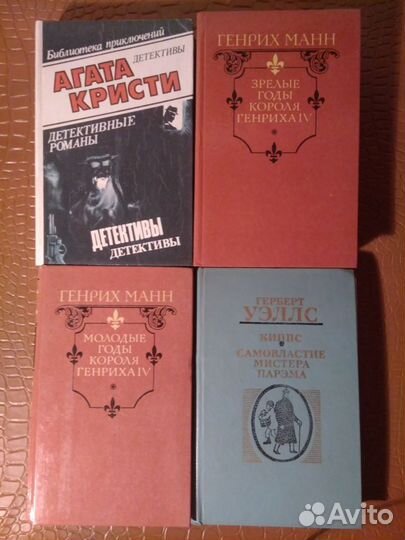 Библиотека приключений
ДЕТЕКТИВЫ
АГАТА
КРИСТИ
ДЕТЕКТИВНЫЕ
РОМАНЫ
ДЕТЕКТИВЫ
ДЕТЕКТИВЫ
ГЕНРИХ МАНН
ЗРЕЛЫЕ
ГОДЫ
КОРОЛЯ
ГЕНРИХА IV
ГЕНРИХ МАНН
МОЛОДЫЕ
ГОДЫ
КОРОЛЯ
ГЕНРИХА IV
ГЕРБЕРТ
УЭЛЛС
КИППС
САМОВЛАСТИЕ
МИСТЕРА
ПАРЭМА
Avito